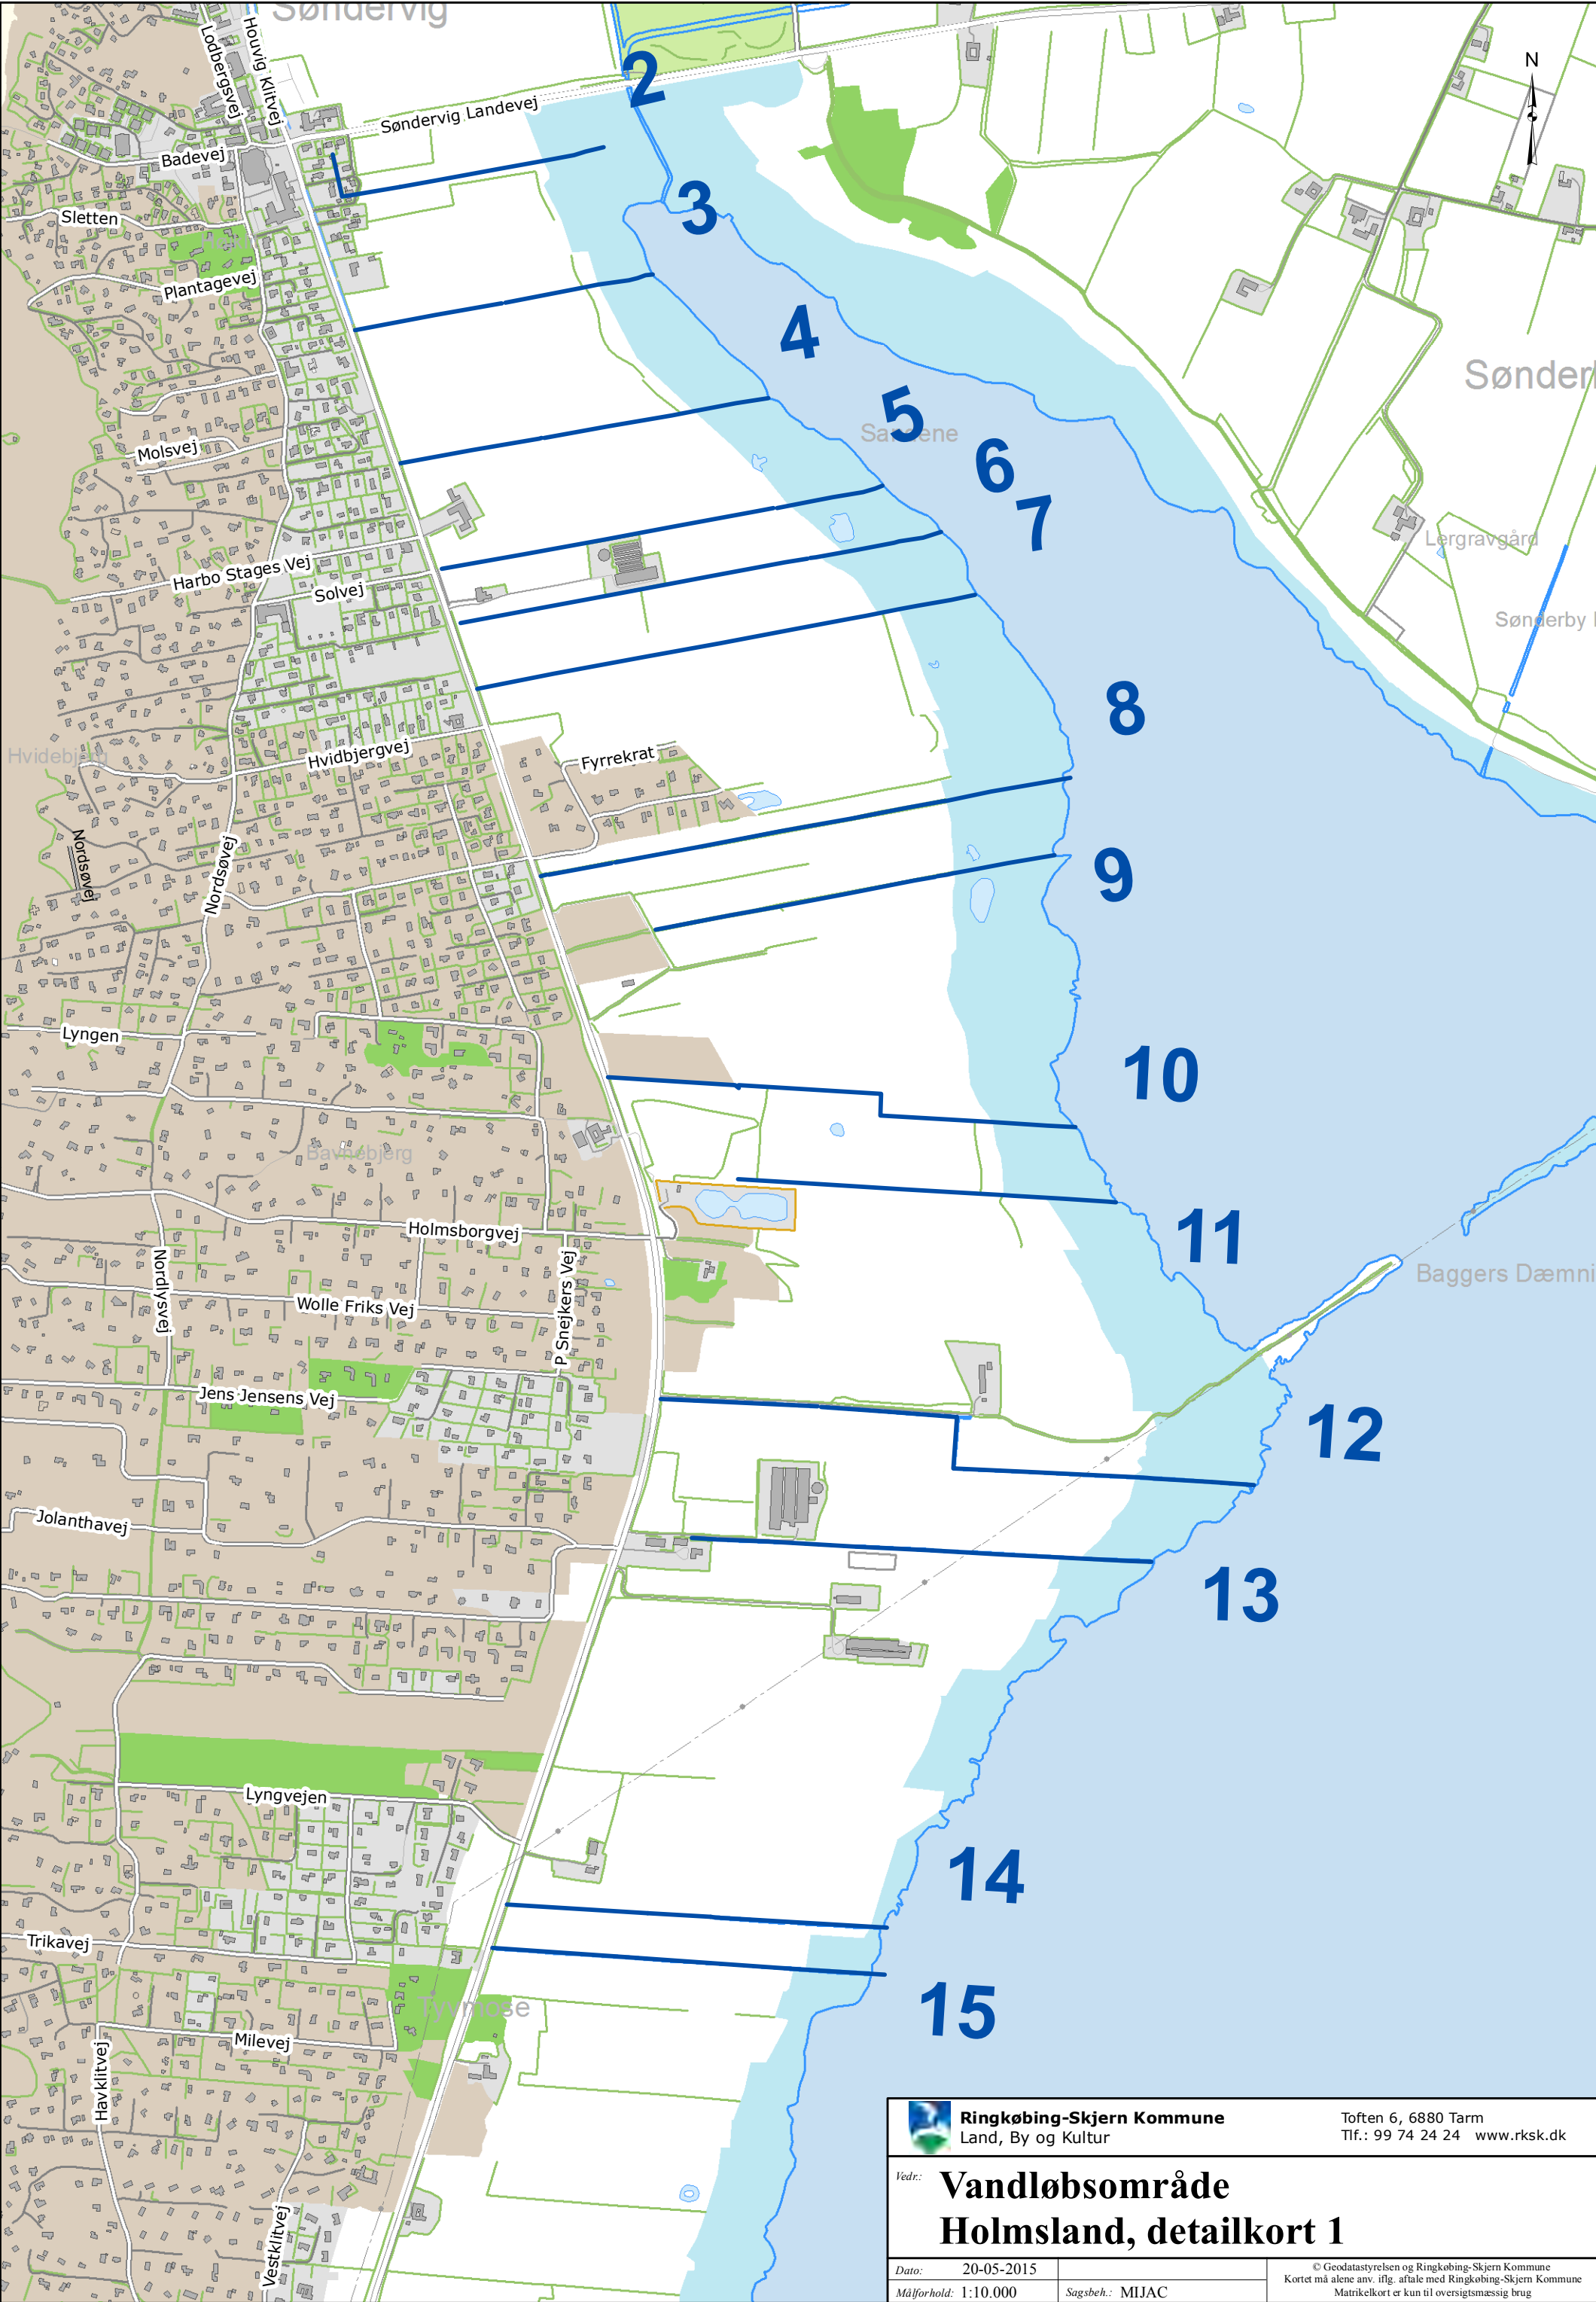 Søndervig
Lodbergsvej
Houvig Klitvej
2
Søndervig Landevej
N
Badevej
3
Sletten
Plantagevej
4
Sønder
5
Sandene
Molsvej
6
7
Lergravgård
Harbo Stages Vej
Solvej
Sønderby
8
Hvidebjerg
Hvidbjergvej
Fyrrekrat
Nordsøvej
Nordsøvej
9
Lyngen
10
Bavnebjerg
Holmsborgvej
11
Nordlysvej
P Snejkers Vej
Baggers Dæmni
Wolle Friks Vej
Jens Jensens Vej
12
Jolanthavej
13
Lyngvejen
14
Trikavej
15
Tyvmose
Milevej
Havklitvej
Vestklitvej
Ringkøbing-Skjern Kommune
Land, By og Kultur
Toften 6, 6880 Tarm
Tlf.: 99 74 24 24 www.rksk.dk
Vedr.:
Vandløbsområde
Holmsland, detailkort 1
Dato: 20-05-2015
Målforhold: 1:10.000
Sagsbeh.: MIJAC
© Geodatastyrelsen og Ringkøbing-Skjern Kommune
Kortet må alene anv. iflg. aftale med Ringkøbing-Skjern Kommune
Matrikelkort er kun til oversigtsmæssig brug